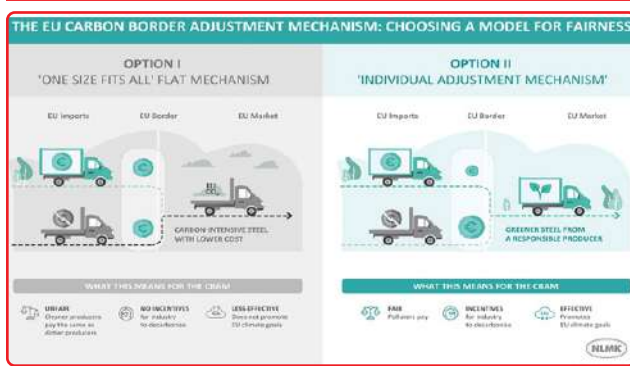 THE EU CARBON BORDER ADJUSTMENT MECHANISM: CHOOSING A MODEL FOR FAIRNESS
OPTION I
'ONE SIZE FITS ALL' FLAT MECHANISM
EU Imports
EU Border
EU Market
CARBON INTENSIVE STEEL
WITH LOWER COST
WHAT THIS MEANS FOR THE CBAM
UNFAIR
Cleaner producers
pay the same as
dirtier producers
NO INCENTIVES
for industry
to decarbonise
LESS EFFECTIVE
Does not promote
EU climate goals
OPTION II
'INDIVIDUAL ADJUSTMENT MECHANISM'
EU Imports
EU Border
EU Market
GREENER STEEL FROM
A RESPONSIBLE PRODUCER
WHAT THIS MEANS FOR THE CBAM
FAIR
Polluters pay
INCENTIVES
for industry
to decarbonise
EFFECTIVE
Promotes
EU climate goals
NLMK